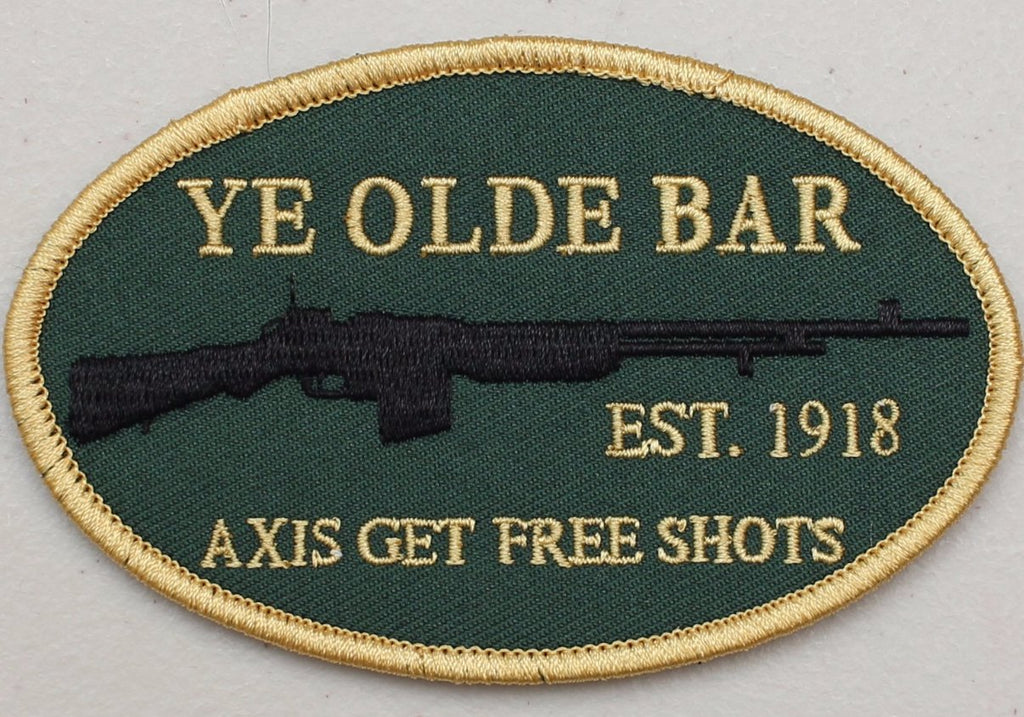 YE OLDE BAR
EST. 1918
AXIS GET FREE SHOTS